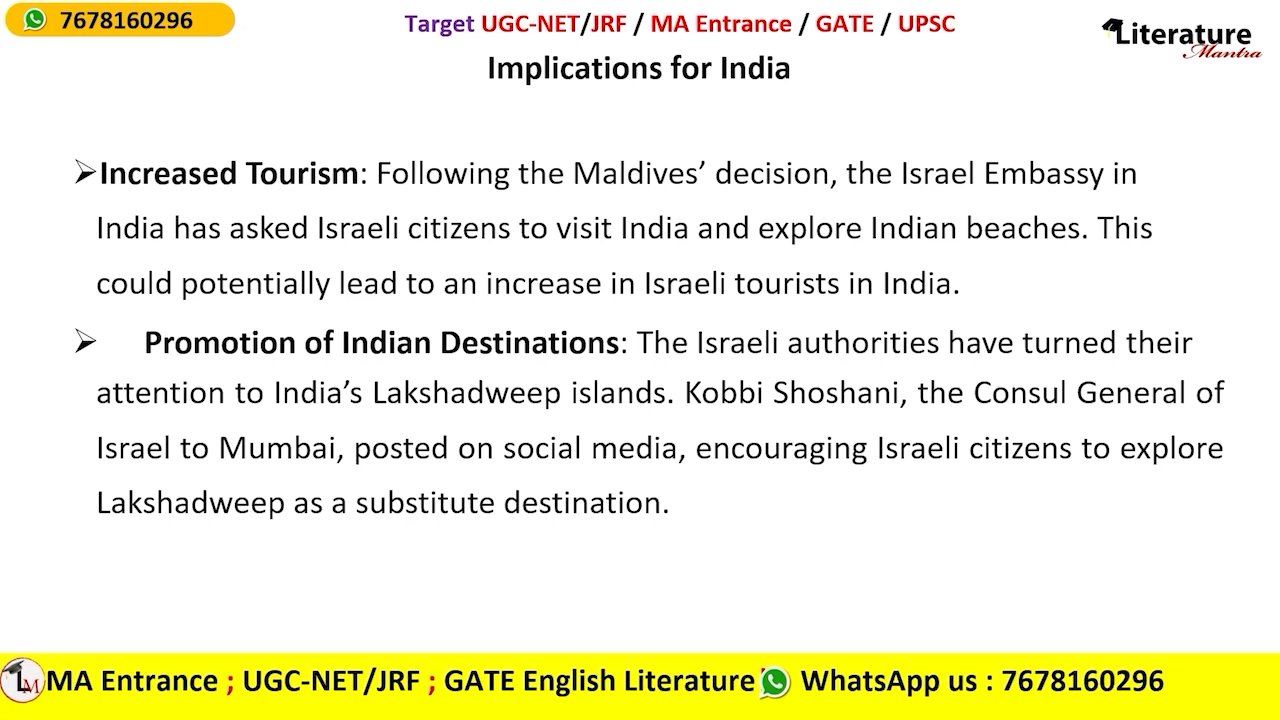 7678160296
Target UGC-NET/JRF / MA Entrance / GATE / UPSC
Literature
Mantra
Implications for India
➢Increased Tourism: Following the Maldives’ decision, the Israel Embassy in
India has asked Israeli citizens to visit India and explore Indian beaches. This
could potentially lead to an increase in Israeli tourists in India.
➢ Promotion of Indian Destinations: The Israeli authorities have turned their
attention to India’s Lakshadweep islands. Kobbi Shoshani, the Consul General of
Israel to Mumbai, posted on social media, encouraging Israeli citizens to explore
Lakshadweep as a substitute destination.
LM MA Entrance ; UGC-NET/JRF ; GATE English Literature WhatsApp us : 7678160296